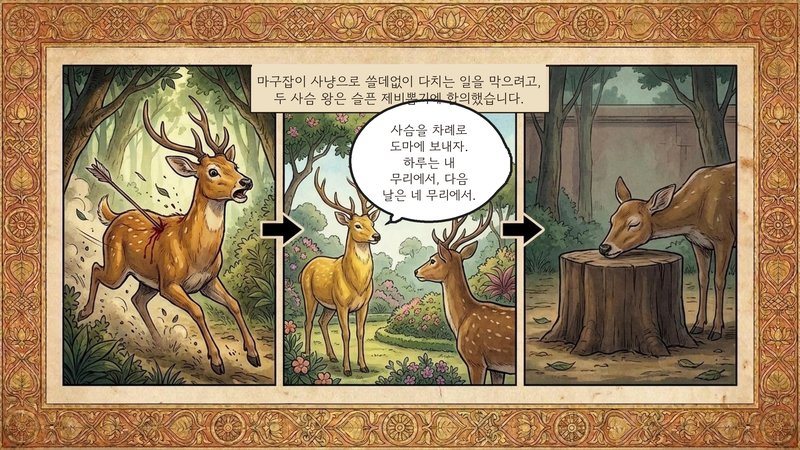 마구잡이 사냥으로 쓸데없이 다치는 일을 막으려고,
두 사슴 왕은 슬픈 제비뽑기에 합의했습니다.
사슴을 차례로
도마에 보내자.
하루는 내
무리에서, 다음
날은 네 무리에서.